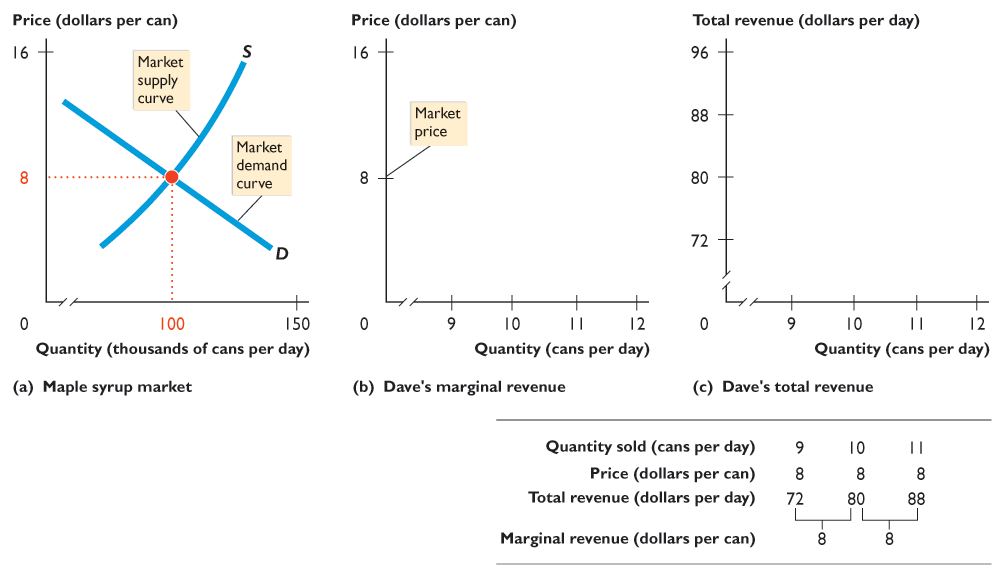 Price (dollars per can)
16
Market
supply
curve
S
Market
demand
curve
8
D
0
100
150
Quantity (thousands of cans per day)
(a) Maple syrup market
Price (dollars per can)
16
Market
price
8
0
9
10
11
12
Quantity (cans per day)
(b) Dave's marginal revenue
Total revenue (dollars per day)
96
88
80
72
0
9
10
11
12
Quantity (cans per day)
(c) Dave's total revenue
Quantity sold (cans per day) 9 10 11
Price (dollars per can) 8 8 8
Total revenue (dollars per day) 72 80 88
Marginal revenue (dollars per can) 8 8